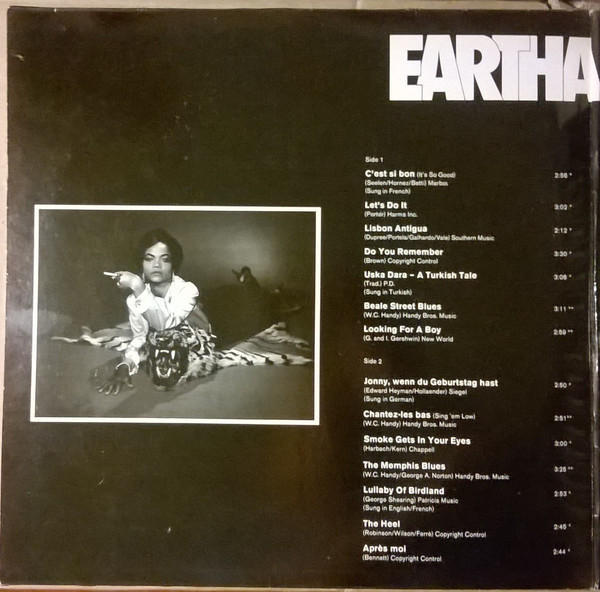 EARTHA
Side 1
C'est si bon (It's So Good) 2:56 *
(Seelen/Hornez/Betti) Marbos
(Sung in French)
Let's Do It 3:02 *
(Porter) Harms Inc.
Lisbon Antigua 2:12 *
(Dupree/Portela/Galhardo/Vale) Southern Music
Do You Remember 3:30 *
(Brown) Copyright Control
Uska Dara – A Turkish Tale 3:08 *
(Trad.) P.D.
(Sung in Turkish)
Beale Street Blues 3:11 **
(W.C. Handy) Handy Bros. Music
Looking For A Boy 2:59 **
(G. and I. Gershwin) New World
Side 2
Jonny, wenn du Geburtstag hast 2:50 *
(Edward Heyman/Hollaender) Siegel
(Sung in German)
Chantez-les bas (Sing 'em Low) 2:51 **
(W.C. Handy) Handy Bros. Music
Smoke Gets In Your Eyes 3:00 *
(Harbach/Kern) Chappell
The Memphis Blues 3:25 **
(W.C. Handy/George A. Norton) Handy Bros. Music
Lullaby Of Birdland 2:53 *
(George Shearing) Patricia Music
(Sung in English/French)
The Heel 2:45 *
(Robinson/Wilson/Ferré) Copyright Control
Après moi 2:44 *
(Bennett) Copyright Control